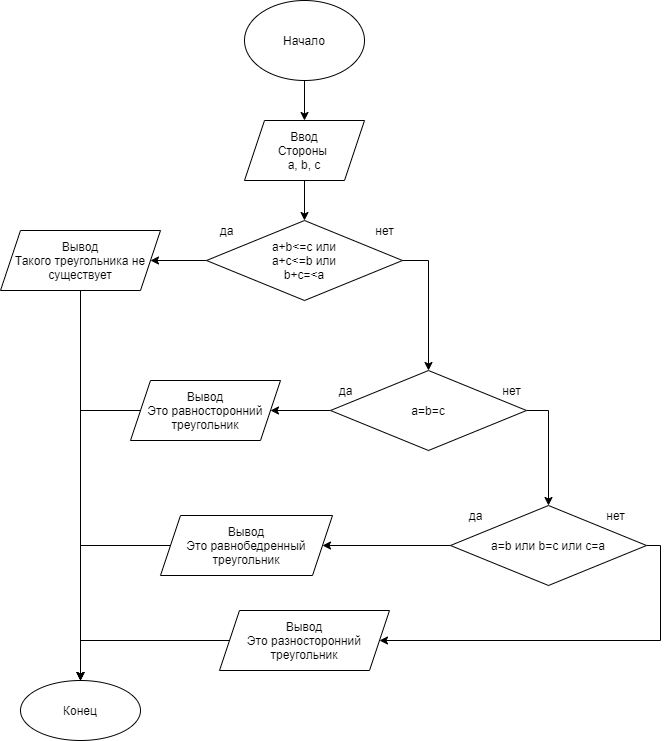 Начало
Ввод
Стороны
a, b, c
да
нет
a+b<=c или
a+c<=b или
b+c=<a
Вывод
Такого треугольника не
существует
да
нет
a=b=c
Вывод
Это равносторонний
треугольник
да
нет
a=b или b=c или c=a
Вывод
Это равнобедренный
треугольник
Вывод
Это разносторонний
треугольник
Конец